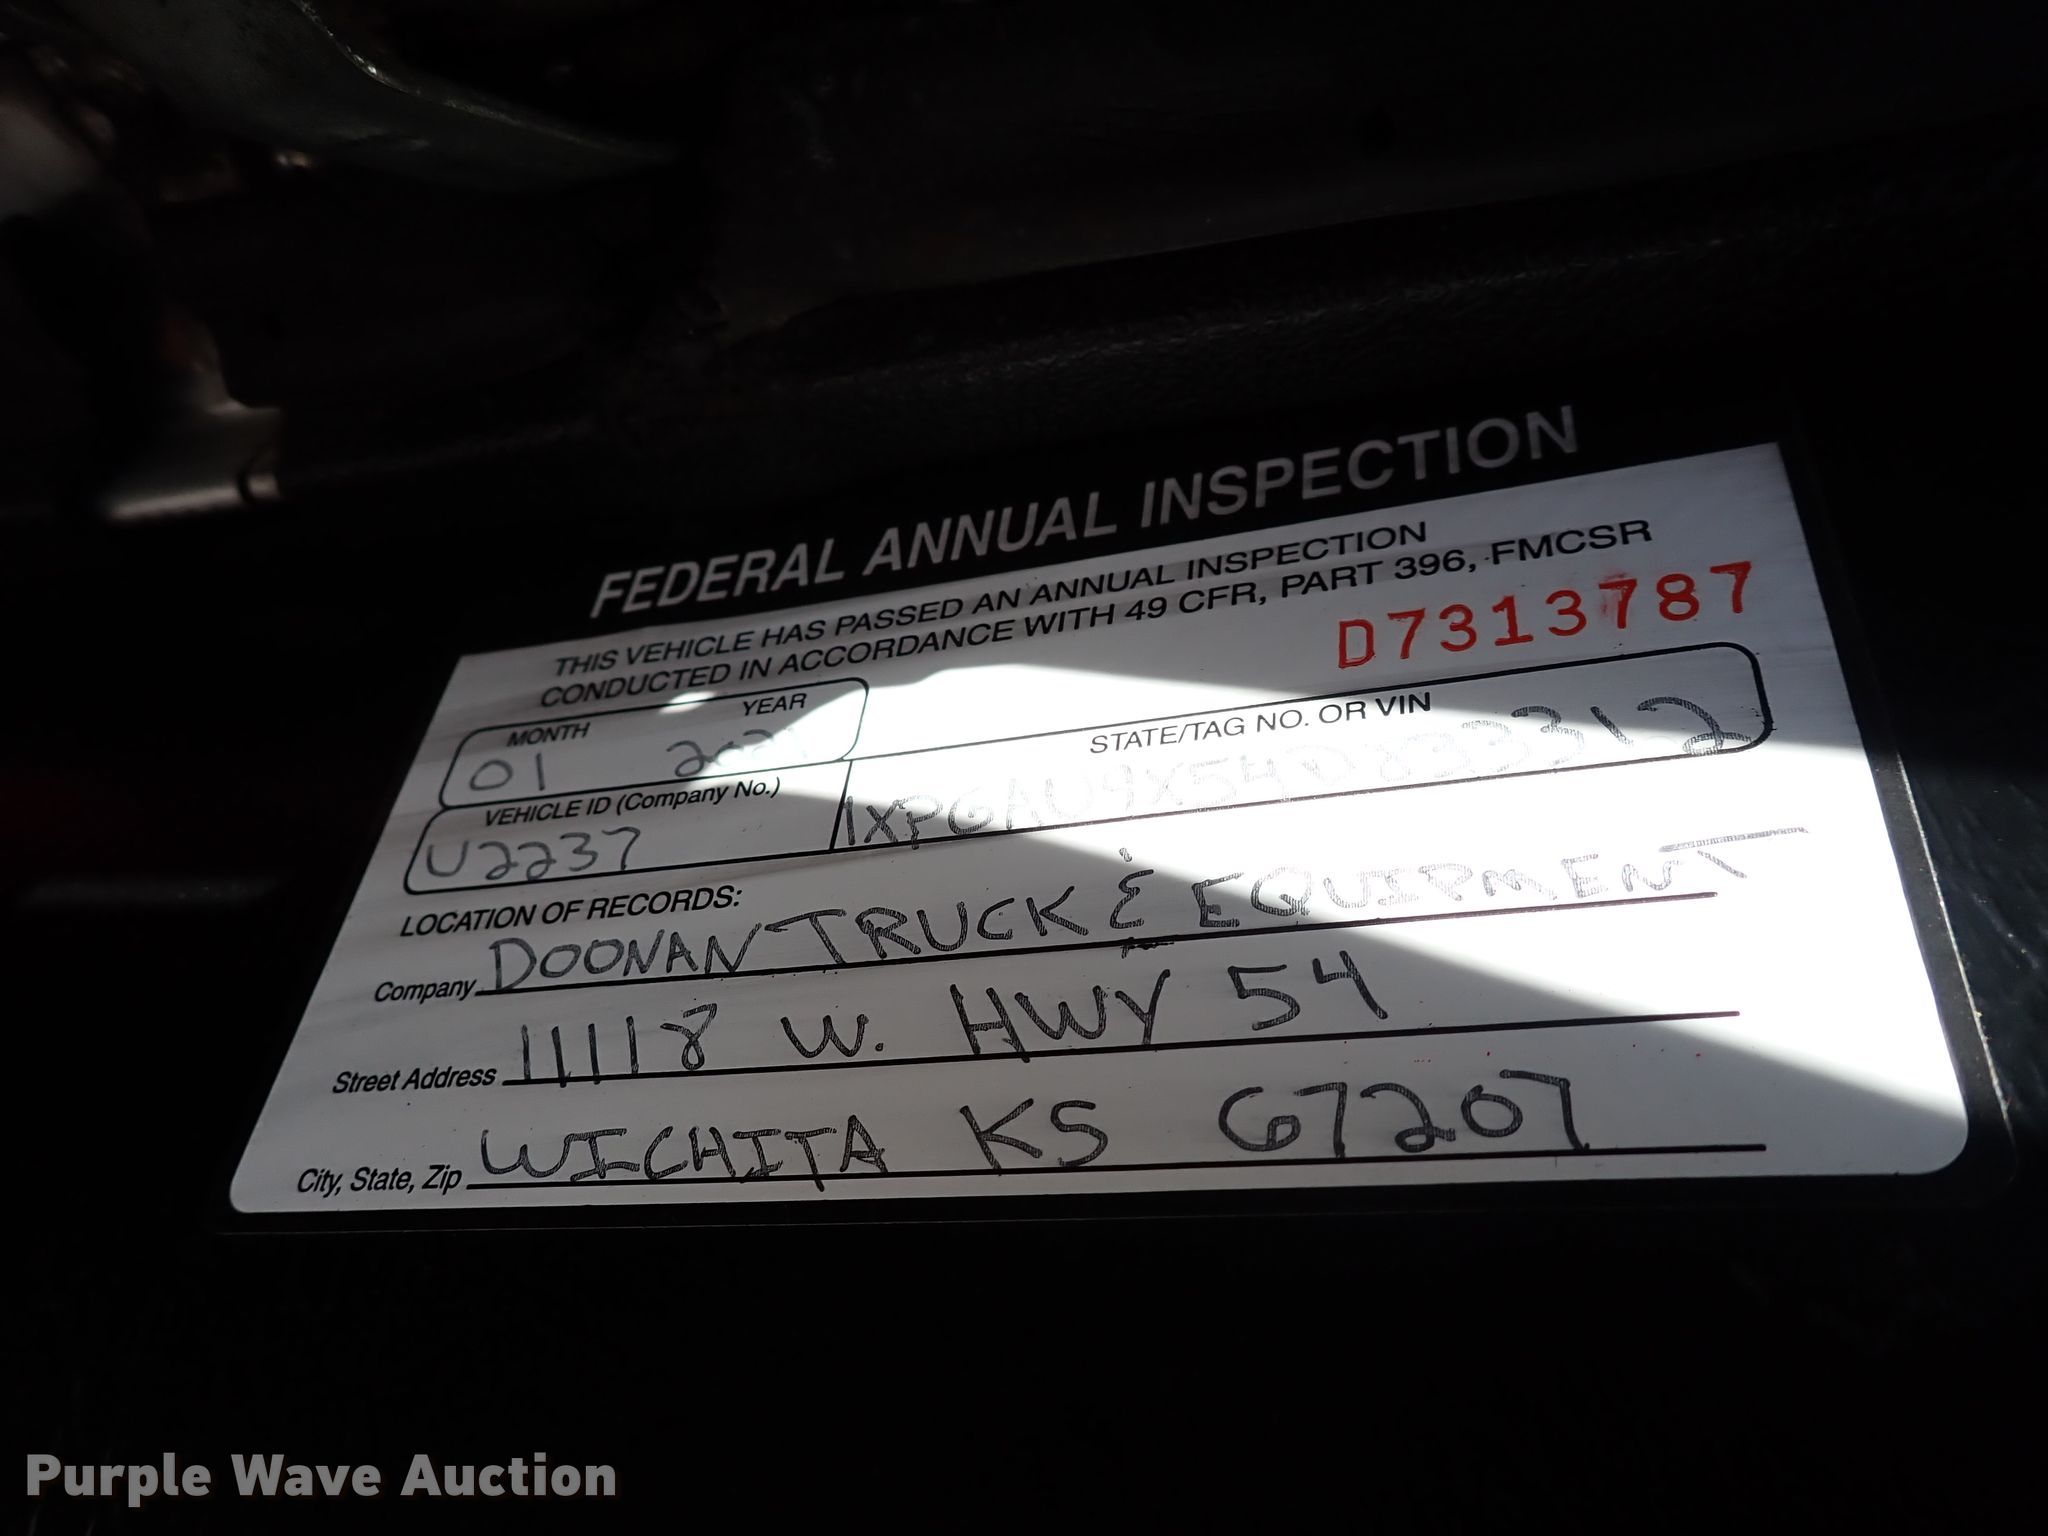 FEDERAL ANNUAL INSPECTION
THIS VEHICLE HAS PASSED AN ANNUAL INSPECTION
CONDUCTED IN ACCORDANCE WITH 49 CFR, PART 396, FMCSR
D7313787
MONTH YEAR
01
STATE/TAG NO. OR VIN
VEHICLE ID (Company No.)
U2237
LOCATION OF RECORDS:
Company DOONAN TRUCK & EQUIPMENT
Street Address 11118 W. HWY 54
City, State, Zip WICHITA KS 67207
Purple Wave Auction